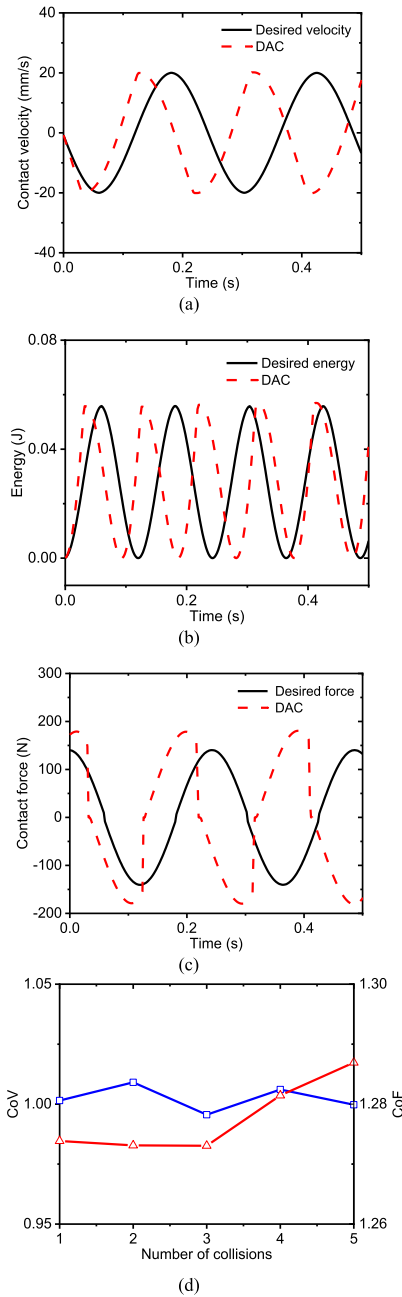 40
20
0
-20
-40
Contact velocity (mm/s)
Desired velocity
DAC
0.0
0.2
0.4
Time (s)
(a)
0.08
0.04
0.00
Energy (J)
Desired energy
DAC
0.0
0.2
0.4
Time (s)
(b)
300
200
100
0
-100
-200
Contact force (N)
Desired force
DAC
0.0
0.2
0.4
Time (s)
(c)
1.05
1.00
0.95
CoV
1.30
1.28
1.26
CoF
1
2
3
4
5
Number of collisions
(d)